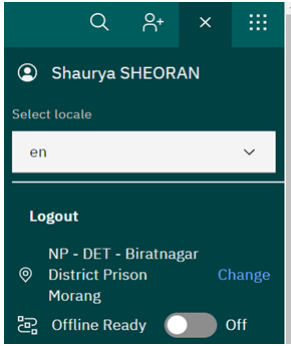 Shaurya SHEORAN
Select locale
en
Logout
NP - DET - Biratnagar
District Prison
Morang
Change
Offline Ready
Off